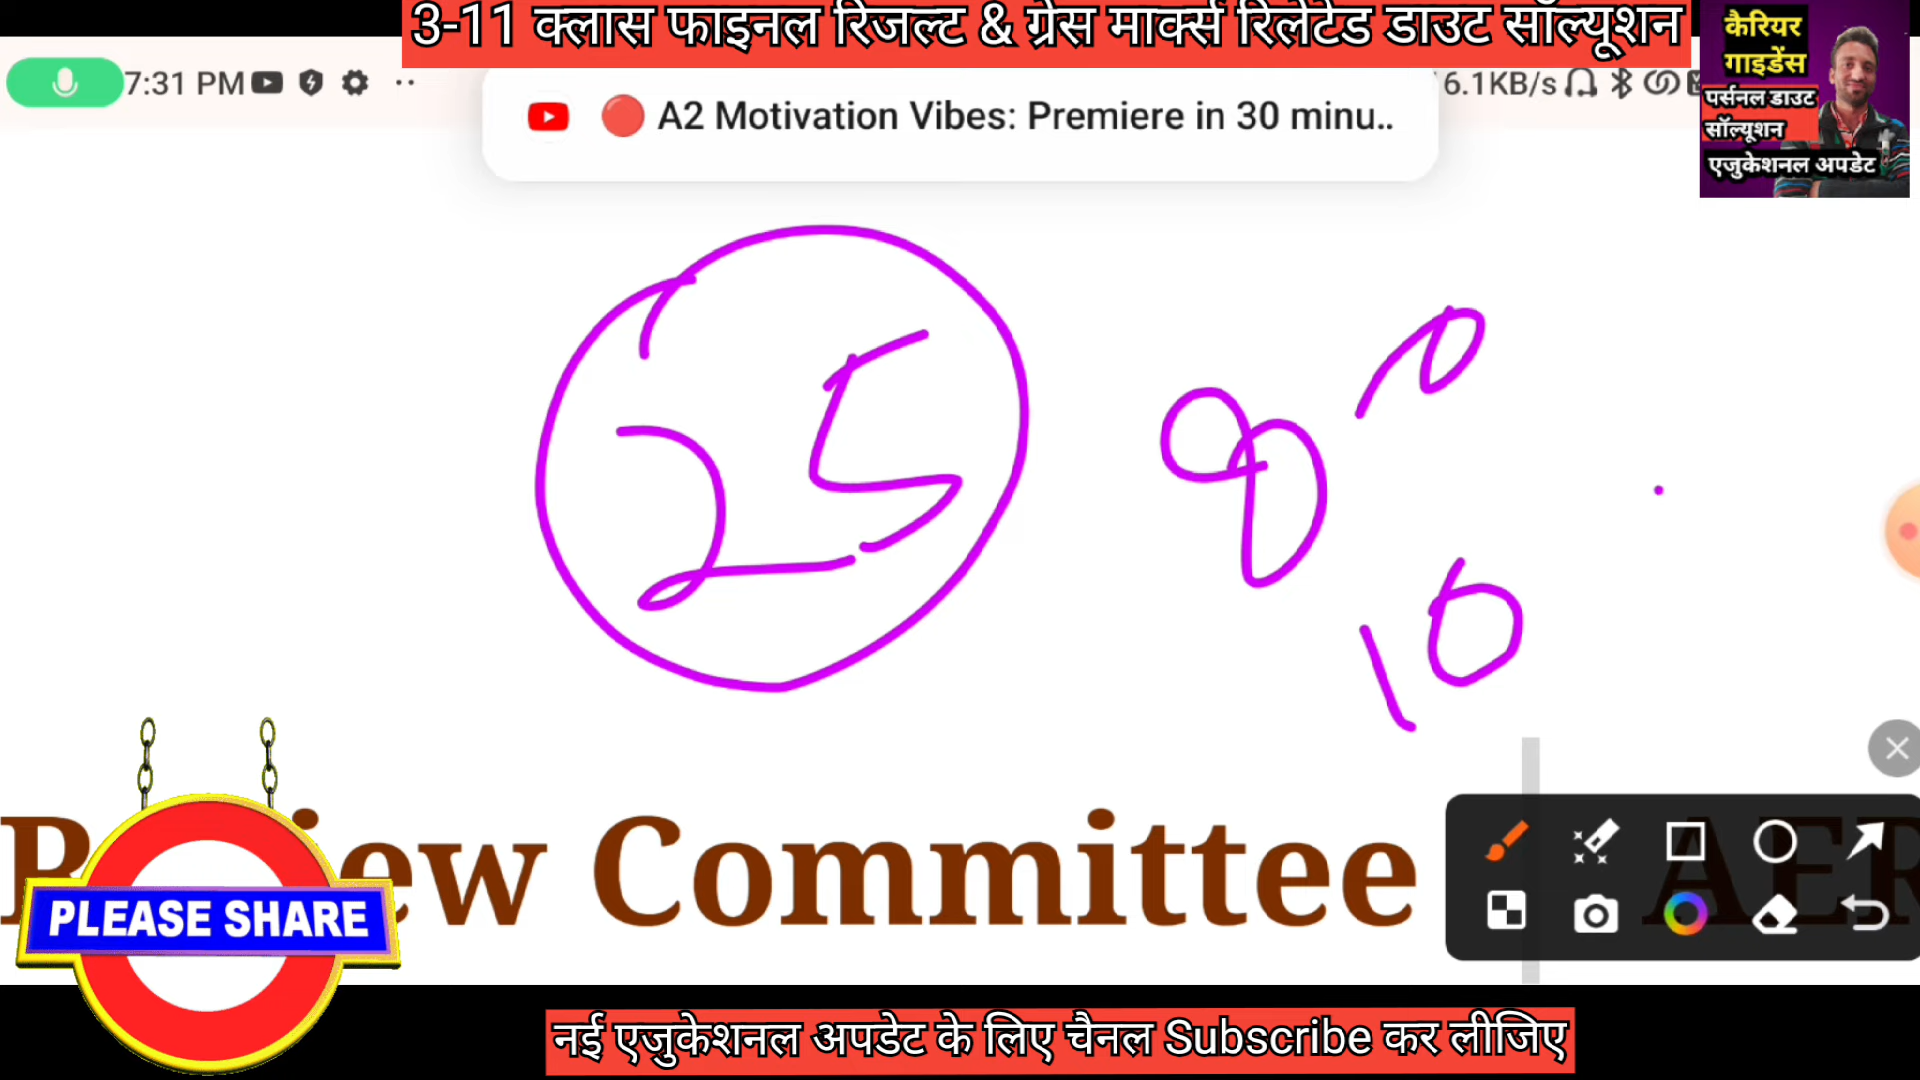 3-11 क्लास फाइनल रिजल्ट & ग्रेस मार्क्स रिलेटेड डाउट सॉल्यूशन
7:31 PM
6.1KB/s
A2 Motivation Vibes: Premiere in 30 minu..
कैरियर
गाइडेंस
पर्सनल डाउट
सॉल्यूशन
एजुकेशनल अपडेट
25
8
10
Committee
PLEASE SHARE
नई एजुकेशनल अपडेट के लिए चैनल Subscribe कर लीजिए